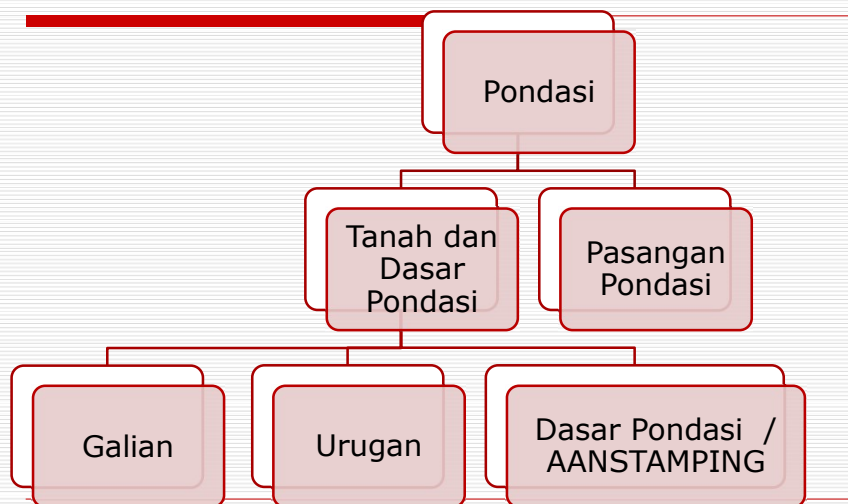 Pondasi
Tanah dan
Dasar
Pondasi
Pasangan
Pondasi
Galian
Urugan
Dasar Pondasi /
AANSTAMPING